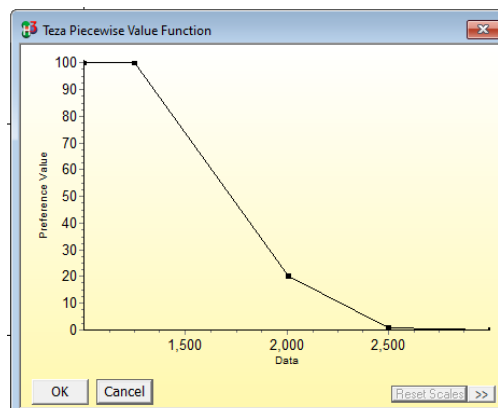 Teza Piecewise Value Function
100
90
80
70
60
50
40
30
20
10
0
Preference Value
1,500
2,000
2,500
Data
OK
Cancel
Reset Scales
>>